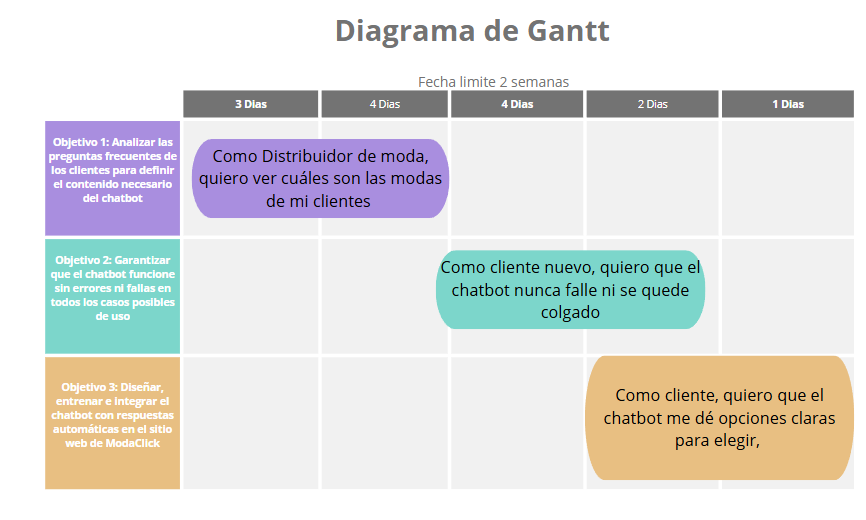 Diagrama de Gantt
Fecha limite 2 semanas
3 Dias
4 Dias
4 Dias
2 Dias
1 Dias
Objetivo 1: Analizar las
preguntas frecuentes de
los clientes para definir
el contenido necesario
del chatbot
Como Distribuidor de moda,
quiero ver cuáles son las modas
de mi clientes
Objetivo 2: Garantizar
que el chatbot funcione
sin errores ni fallas en
todos los casos posibles
de uso
Como cliente nuevo, quiero que el
chatbot nunca falle ni se quede
colgado
Objetivo 3: Diseñar,
entrenar e integrar el
chatbot con respuestas
automáticas en el sitio
web de ModaClick
Como cliente, quiero que el
chatbot me dé opciones claras
para elegir,